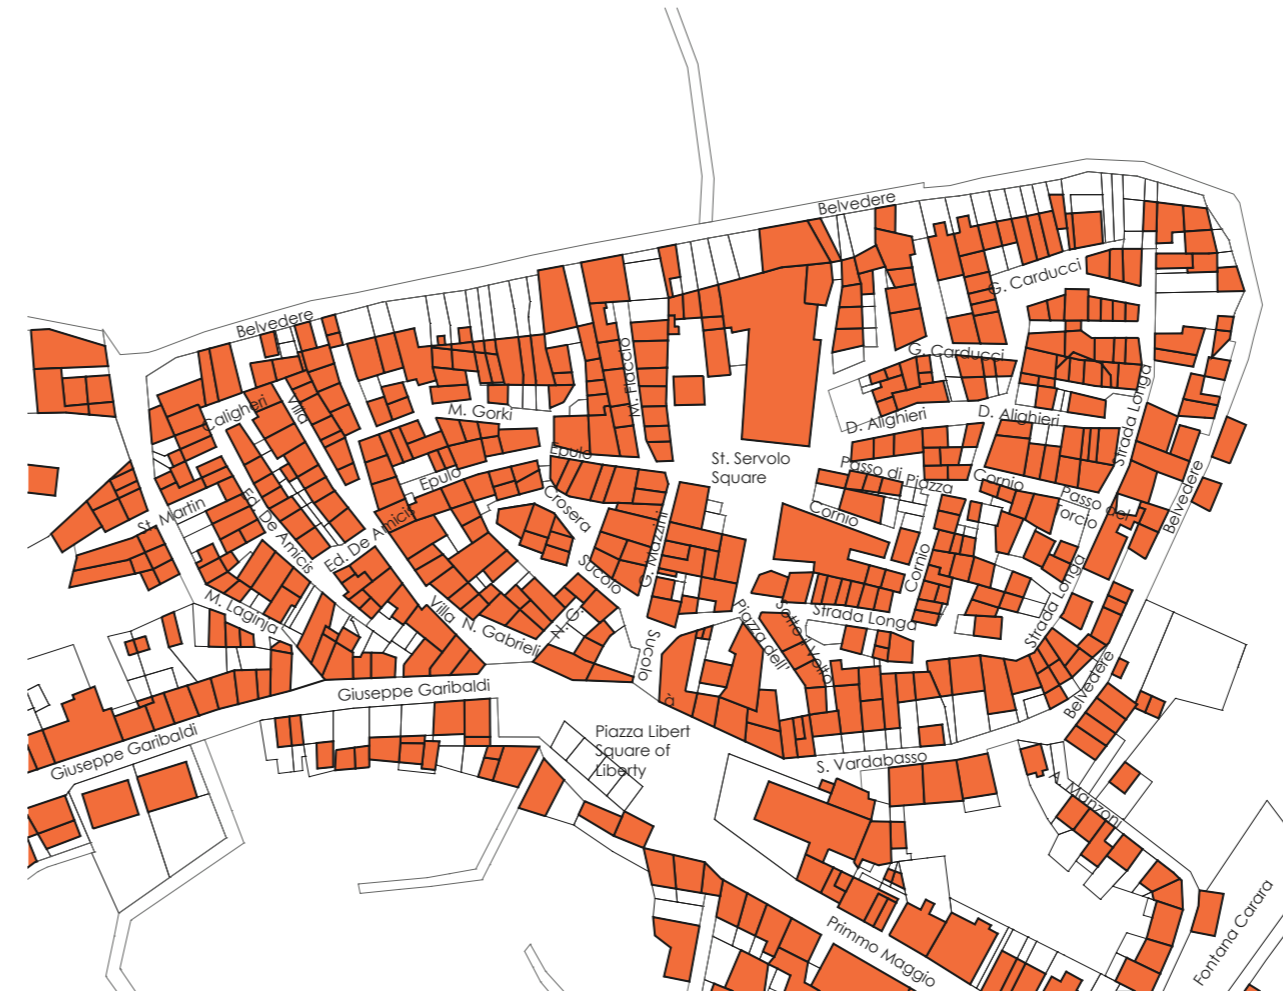 Belvedere
Belvedere
G. Carducci
G. Carducci
M. Fiaccio
Caligheri
Villa
M. Gorki
D. Alighieri
D. Alighieri
Strada Longa
Epulo
Epulo
St. Servolo
Square
Passo di Piazza
Cornio
Passo del
Torcio
Belvedere
Crosera
St. Martin
Ed. De Amicis
Ed. De Amicis
Cornio
G. Mazzini
Cornio
Sucolo
M. Laginja
Villa
N. Gabrieli
N. G.
Sucolo
Piazza dell'
Sotto il Volto
Strada Longa
Strada Longa
Belvedere
à
Giuseppe Garibaldi
Giuseppe Garibaldi
Piazza Libert
Square of
Liberty
S. Vardabasso
A. Manzoni
Primmo Maggio
Fontana Carara